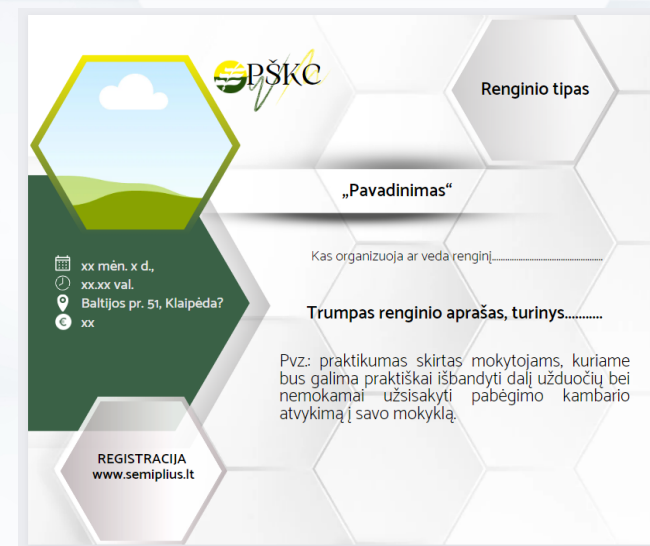 PŠKC
Renginio tipas
„Pavadinimas“
Kas organizuoja ar veda renginį......................................................
xx mėn. x d.,
xx.xx val.
Baltijos pr. 51, Klaipėda?
xx
Trumpas renginio aprašas, turinys...........
Pvz.: praktikumas skirtas mokytojams, kuriame
bus galima praktiškai išbandyti dalį užduočių bei
nemokamai užsisakyti pabėgimo kambario
atvykimą į savo mokyklą.
REGISTRACIJA
www.semiplius.lt